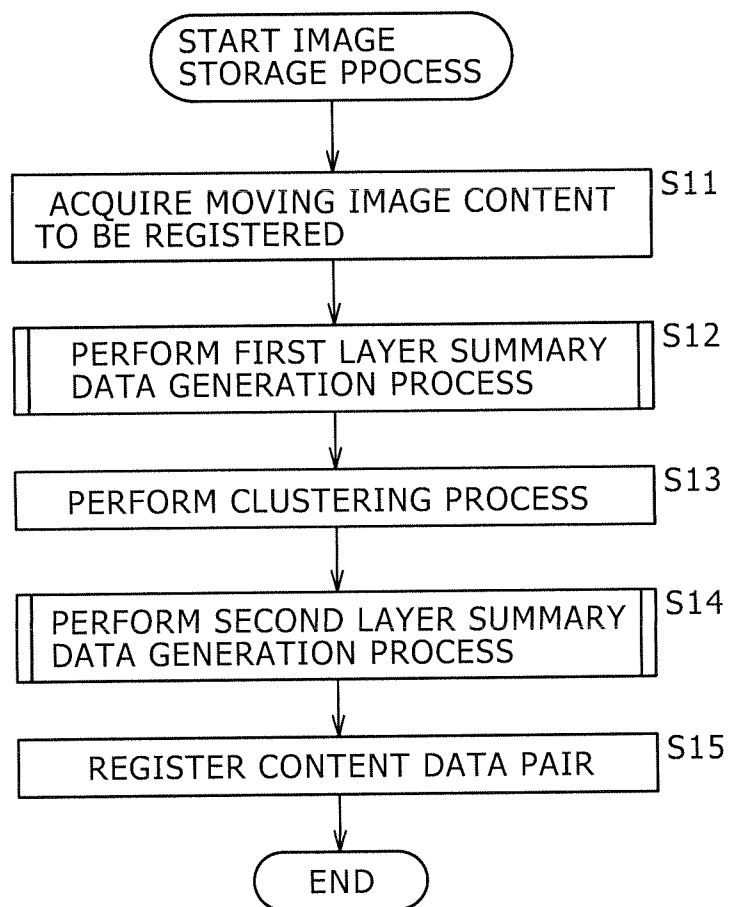 START IMAGE
STORAGE PPOCESS
S11
ACQUIRE MOVING IMAGE CONTENT
TO BE REGISTERED
S12
PERFORM FIRST LAYER SUMMARY
DATA GENERATION PROCESS
S13
PERFORM CLUSTERING PROCESS
S14
PERFORM SECOND LAYER SUMMARY
DATA GENERATION PROCESS
S15
REGISTER CONTENT DATA PAIR
END